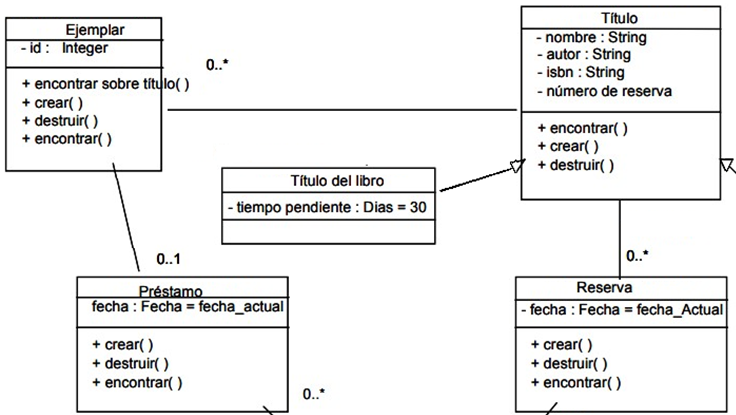 Ejemplar
- id : Integer
+ encontrar sobre título( )
+ crear( )
+ destruir( )
+ encontrar( )
0..*
Título
- nombre : String
- autor : String
- isbn : String
- número de reserva
+ encontrar( )
+ crear( )
+ destruir( )
Título del libro
- tiempo pendiente : Dias = 30
0..1
0..*
Préstamo
fecha : Fecha = fecha_actual
+ crear( )
+ destruir( )
+ encontrar( )
0..*
Reserva
- fecha : Fecha = fecha_Actual
+ crear( )
+ destruir( )
+ encontrar( )